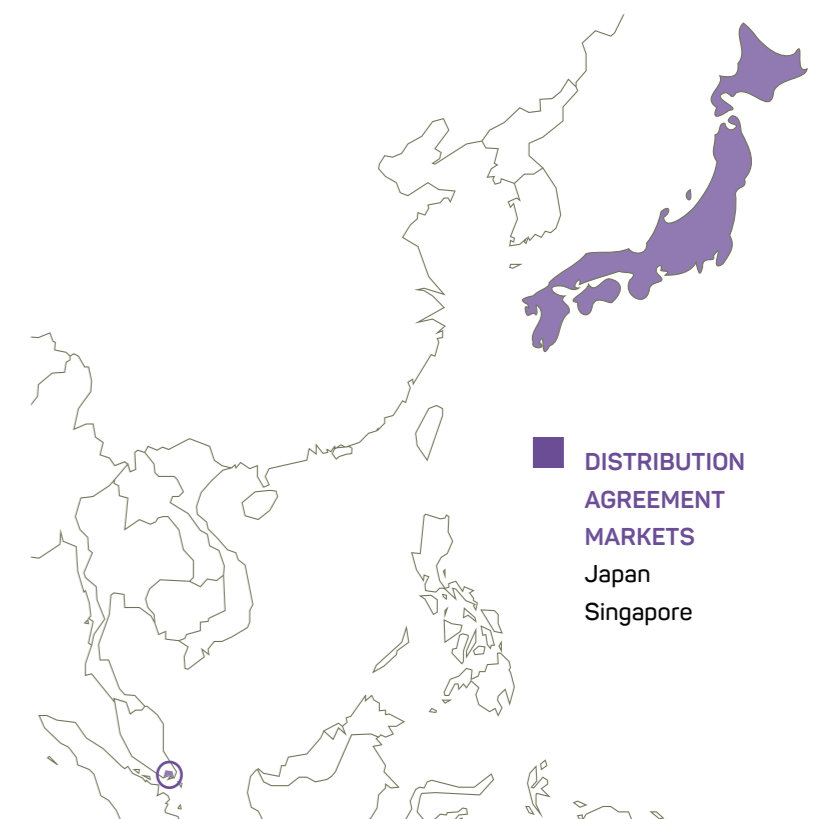 DISTRIBUTION
AGREEMENT
MARKETS
Japan
Singapore